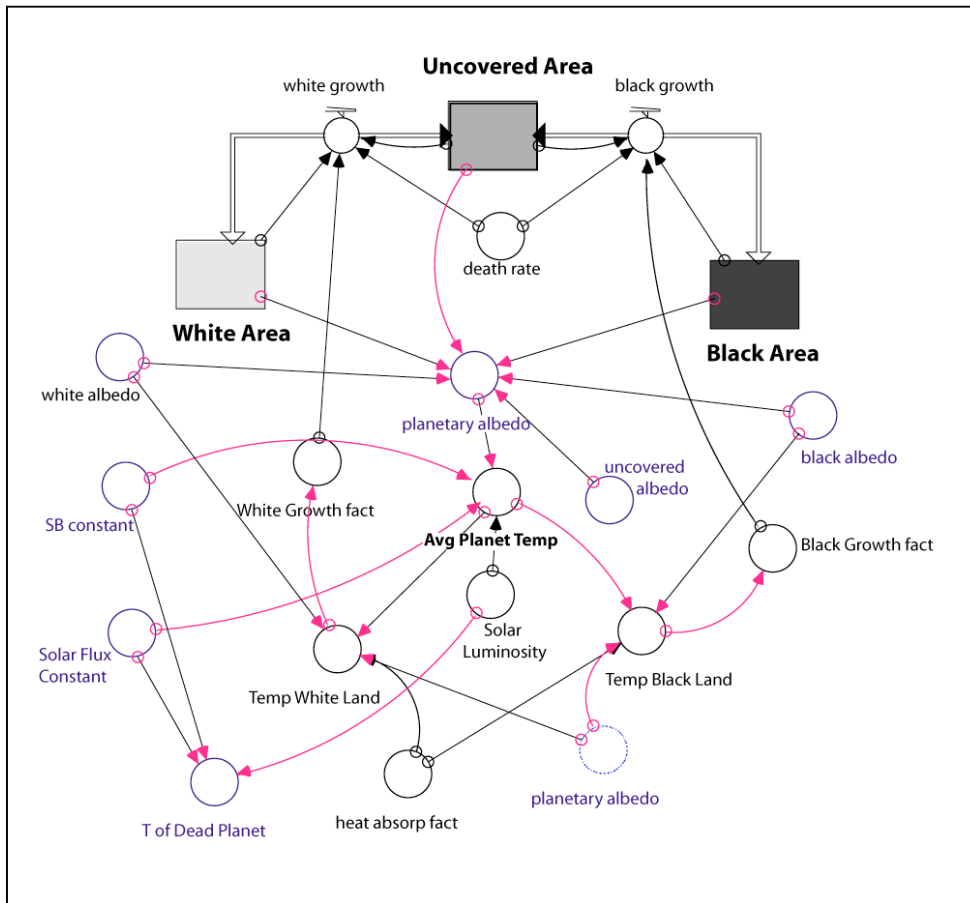 Uncovered Area
white growth
black growth
death rate
White Area
Black Area
white albedo
planetary albedo
uncovered
albedo
black albedo
SB constant
White Growth fact
Avg Planet Temp
Black Growth fact
Solar Flux
Constant
Solar
Luminosity
Temp White Land
Temp Black Land
planetary albedo
heat absorp fact
T of Dead Planet